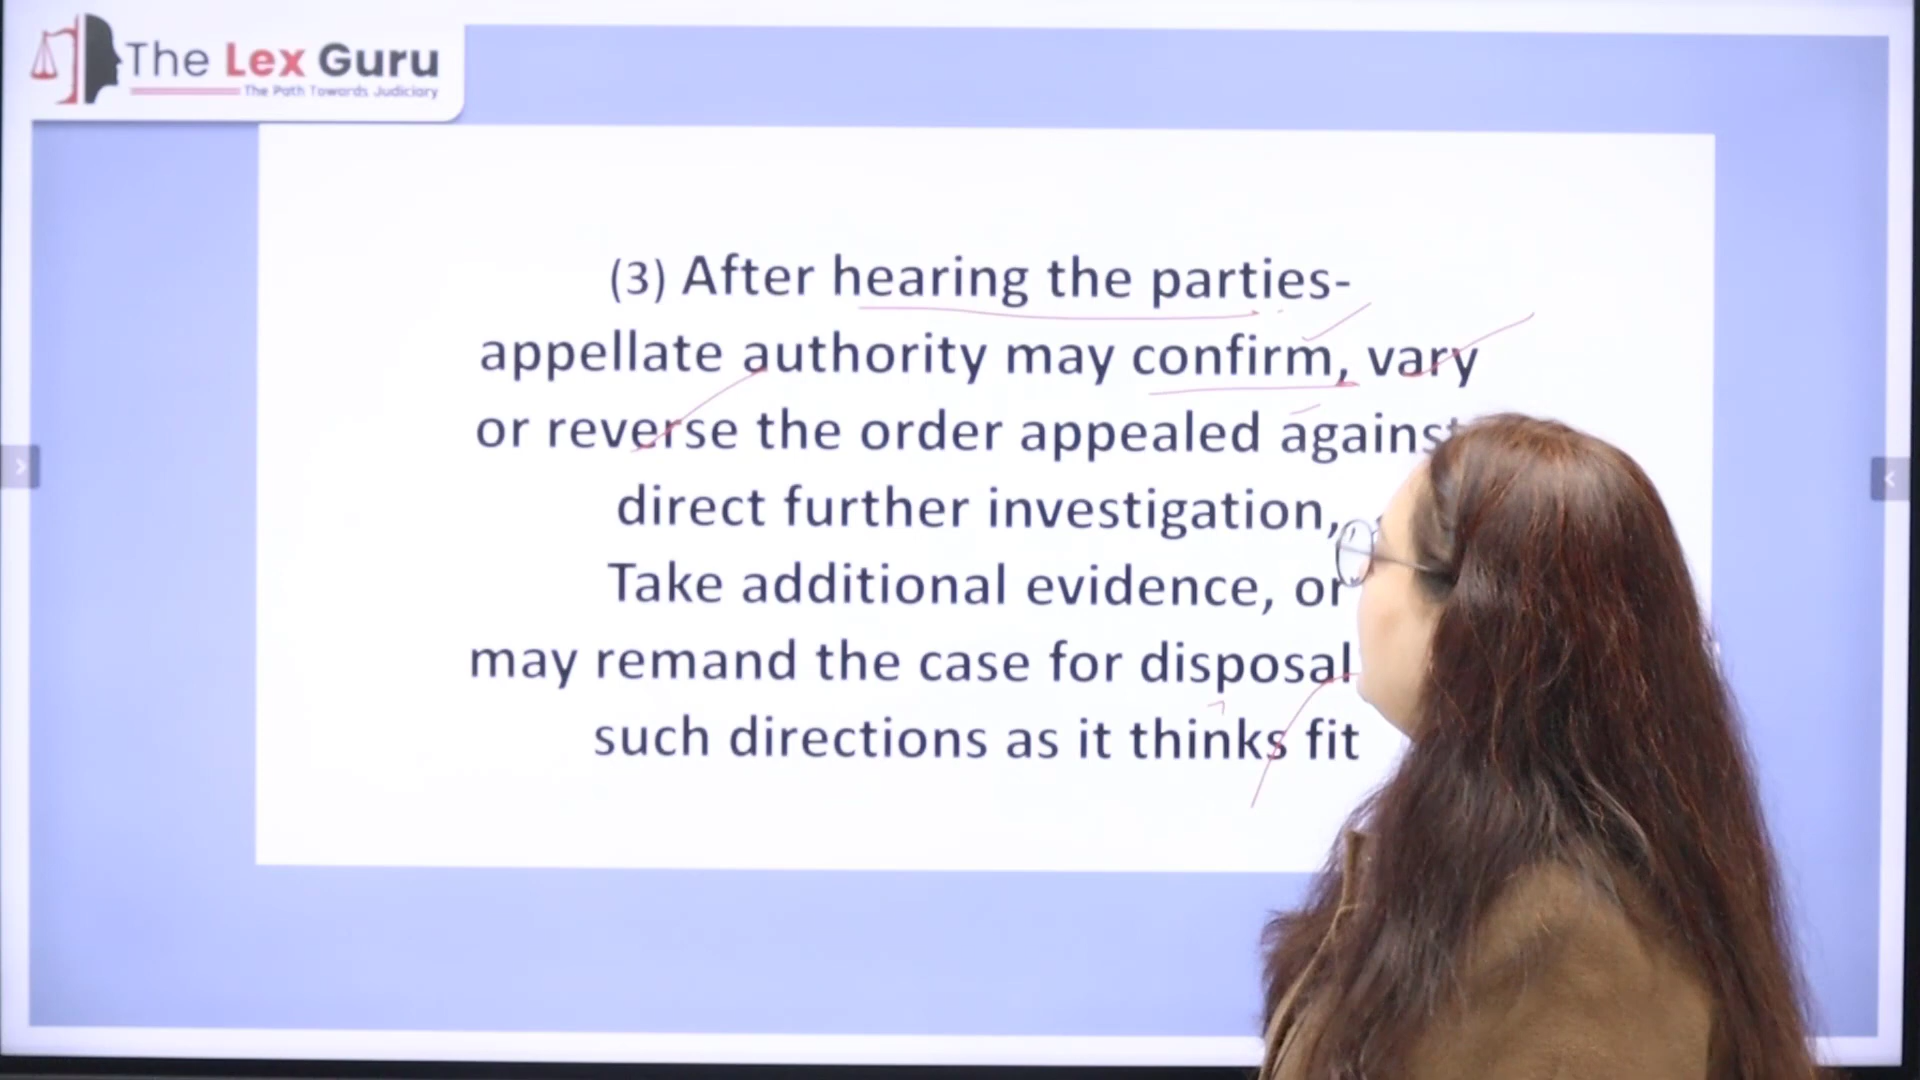 The Lex Guru
The Path Towards Judiciary
(3) After hearing the parties-
appellate authority may confirm, vary
or reverse the order appealed against
direct further investigation,
Take additional evidence, or
may remand the case for disposal
such directions as it thinks fit